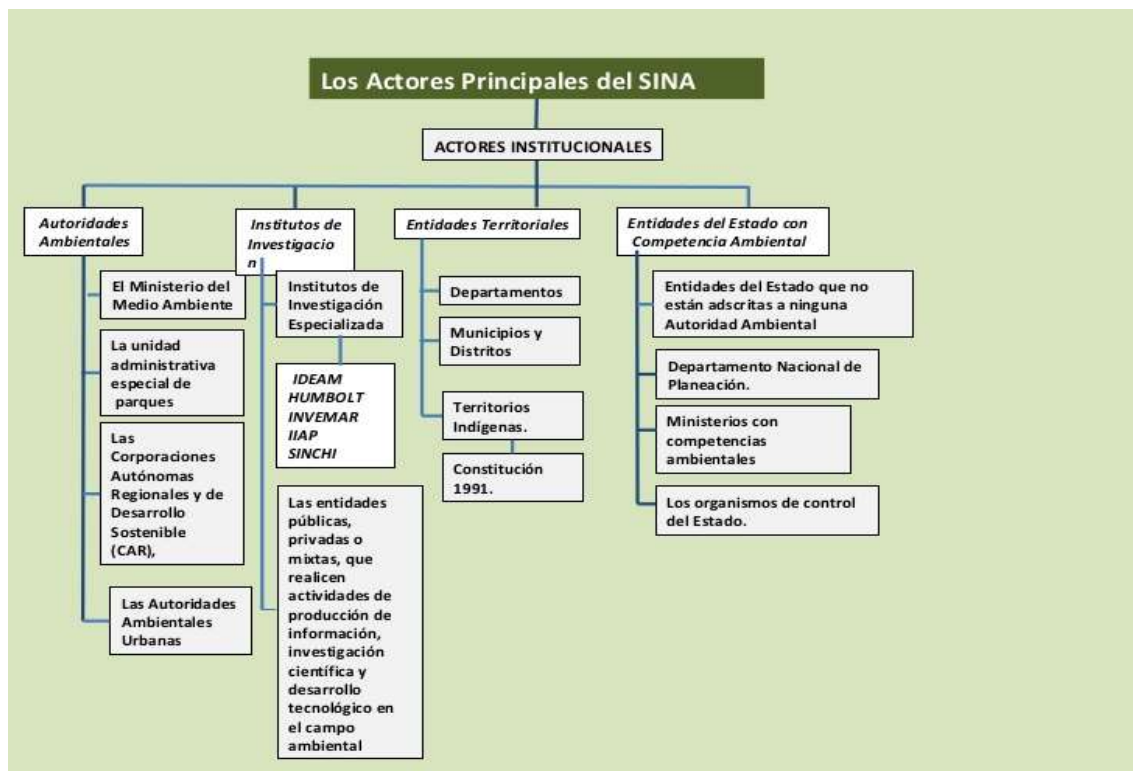 Los Actores Principales del SINA
ACTORES INSTITUCIONALES
Autoridades
Ambientales
El Ministerio del
Medio Ambiente
La unidad
administrativa
especial de
parques
Las
Corporaciones
Autónomas
Regionales y de
Desarrollo
Sostenible
(CAR),
Las Autoridades
Ambientales
Urbanas
Institutos de
Investigacio
n
Institutos de
Investigación
Especializada
IDEAM
HUMBOLT
INVEMAR
IIAP
SINCHI
Las entidades
públicas,
privadas o
mixtas, que
realicen
actividades de
producción de
información,
investigación
científica y
desarrollo
tecnológico en
el campo
ambiental
Entidades Territoriales
Departamentos
Municipios y
Distritos
Territorios
Indígenas.
Constitución
1991.
Entidades del Estado con
Competencia Ambiental
Entidades del Estado que no
están adscritas a ninguna
Autoridad Ambiental
Departamento Nacional de
Planeación.
Ministerios con
competencias
ambientales
Los organismos de control
del Estado.